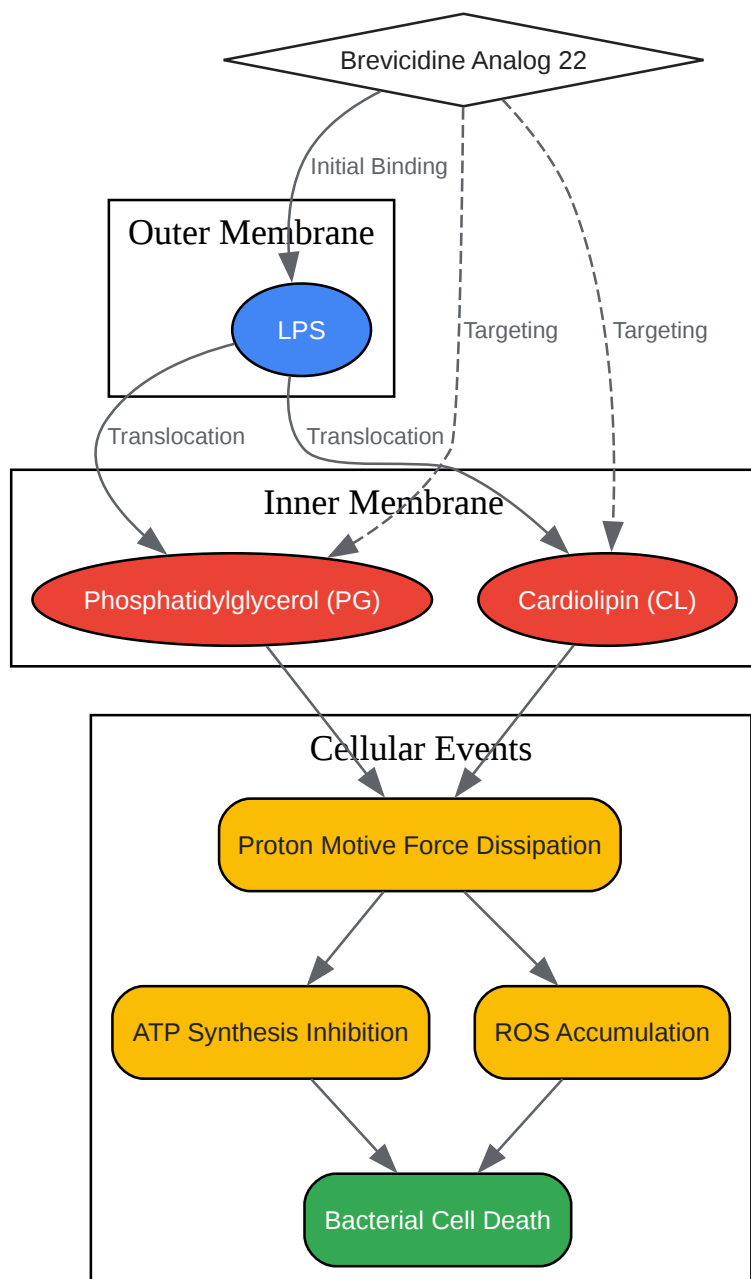 Brevicidine Analog 22
Initial Binding
Outer Membrane
LPS
Targeting
Targeting
Translocation
Translocation
Inner Membrane
Phosphatidylglycerol (PG)
Cardiolipin (CL)
Cellular Events
Proton Motive Force Dissipation
ATP Synthesis Inhibition
ROS Accumulation
Bacterial Cell Death